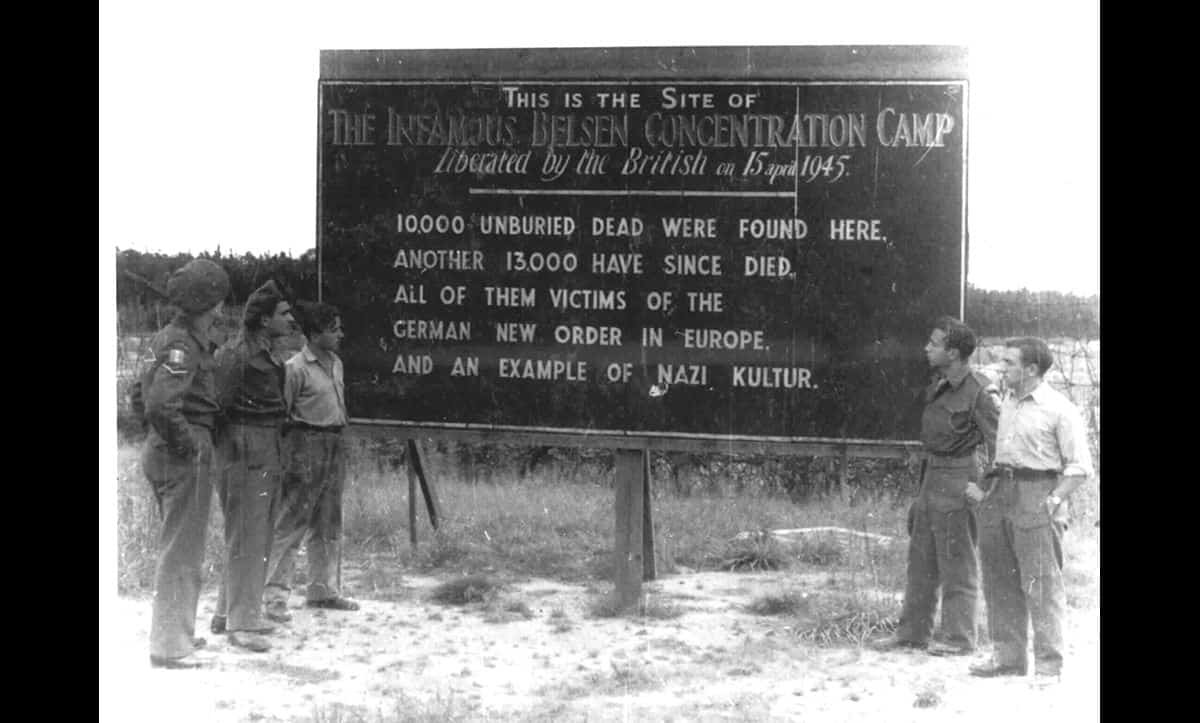 THIS IS THE SITE OF
THE INFAMOUS BELSEN CONCENTRATION CAMP
Liberated by the British on 15 april 1945.
10,000 UNBURIED DEAD WERE FOUND HERE,
ANOTHER 13,000 HAVE SINCE DIED,
ALL OF THEM VICTIMS OF THE
GERMAN NEW ORDER IN EUROPE,
AND AN EXAMPLE OF NAZI KULTUR.